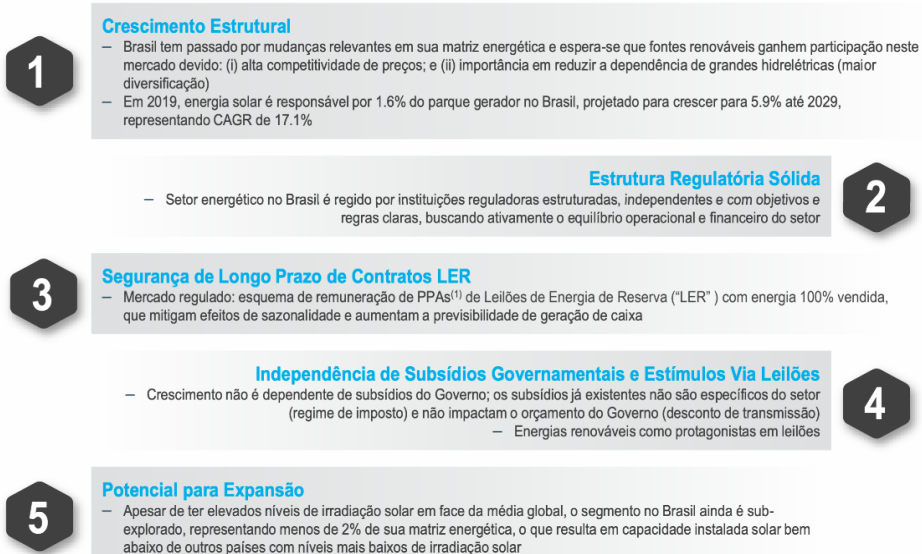 1
Crescimento Estrutural
– Brasil tem passado por mudanças relevantes em sua matriz energética e espera-se que fontes renováveis ganhem participação neste
mercado devido: (i) alta competitividade de preços; e (ii) importância em reduzir a dependência de grandes hidrelétricas (maior
diversificação)
– Em 2019, energia solar é responsável por 1.6% do parque gerador no Brasil, projetado para crescer para 5.9% até 2029,
representando CAGR de 17.1%
Estrutura Regulatória Sólida
– Setor energético no Brasil é regido por instituições reguladoras estruturadas, independentes e com objetivos e
regras claras, buscando ativamente o equilíbrio operacional e financeiro do setor
2
3
Segurança de Longo Prazo de Contratos LER
– Mercado regulado: esquema de remuneração de PPAs(1) de Leilões de Energia de Reserva (“LER” ) com energia 100% vendida,
que mitigam efeitos de sazonalidade e aumentam a previsibilidade de geração de caixa
Independência de Subsídios Governamentais e Estímulos Via Leilões
– Crescimento não é dependente de subsídios do Governo; os subsídios já existentes não são específicos do setor
(regime de imposto) e não impactam o orçamento do Governo (desconto de transmissão)
– Energias renováveis como protagonistas em leilões
4
5
Potencial para Expansão
– Apesar de ter elevados níveis de irradiação solar em face da média global, o segmento no Brasil ainda é sub-
explorado, representando menos de 2% de sua matriz energética, o que resulta em capacidade instalada solar bem
abaixo de outros países com níveis mais baixos de irradiação solar